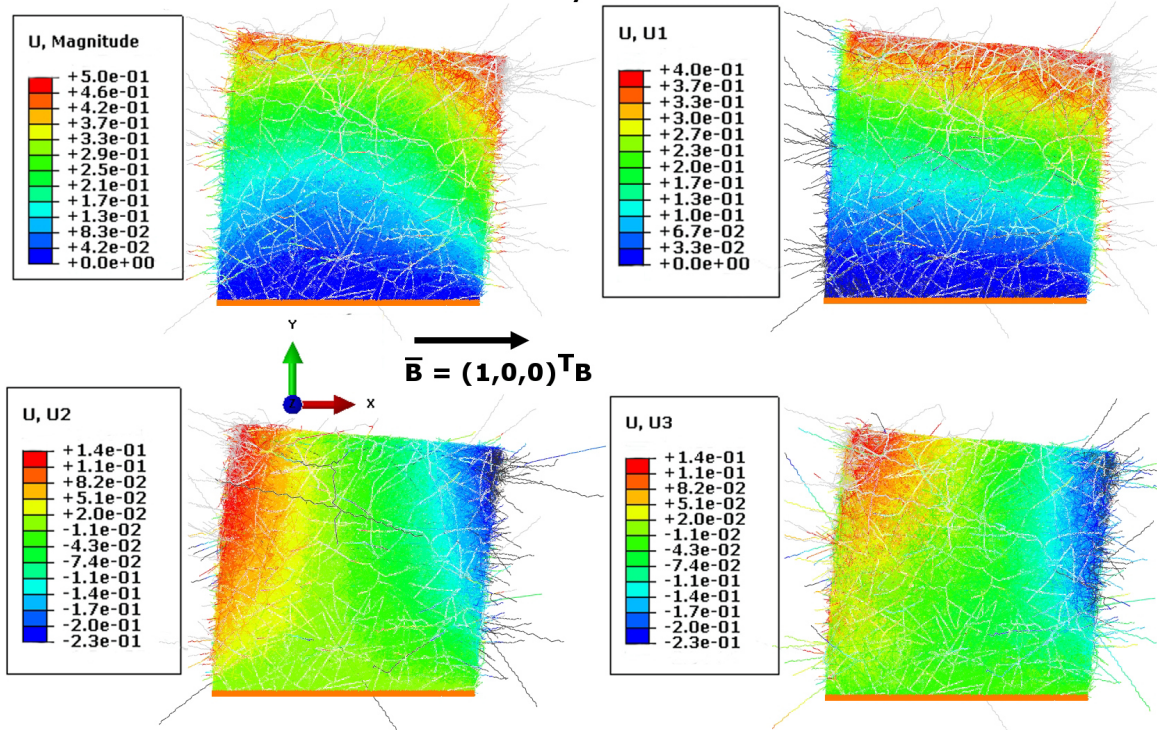 U, Magnitude
+5.0e-01
+4.6e-01
+4.2e-01
+3.7e-01
+3.3e-01
+2.9e-01
+2.5e-01
+2.1e-01
+1.7e-01
+1.3e-01
+8.3e-02
+4.2e-02
+0.0e+00
U, U1
+4.0e-01
+3.7e-01
+3.3e-01
+3.0e-01
+2.7e-01
+2.3e-01
+2.0e-01
+1.7e-01
+1.3e-01
+1.0e-01
+6.7e-02
+3.3e-02
+0.0e+00
Y
X
Z
B̅ = (1,0,0)ᵀB
U, U2
+1.4e-01
+1.1e-01
+8.2e-02
+5.1e-02
+2.0e-02
-1.1e-02
-4.3e-02
-7.4e-02
-1.1e-01
-1.4e-01
-1.7e-01
-2.0e-01
-2.3e-01
U, U3
+1.4e-01
+1.1e-01
+8.2e-02
+5.1e-02
+2.0e-02
-1.1e-02
-4.3e-02
-7.4e-02
-1.1e-01
-1.4e-01
-1.7e-01
-2.0e-01
-2.3e-01